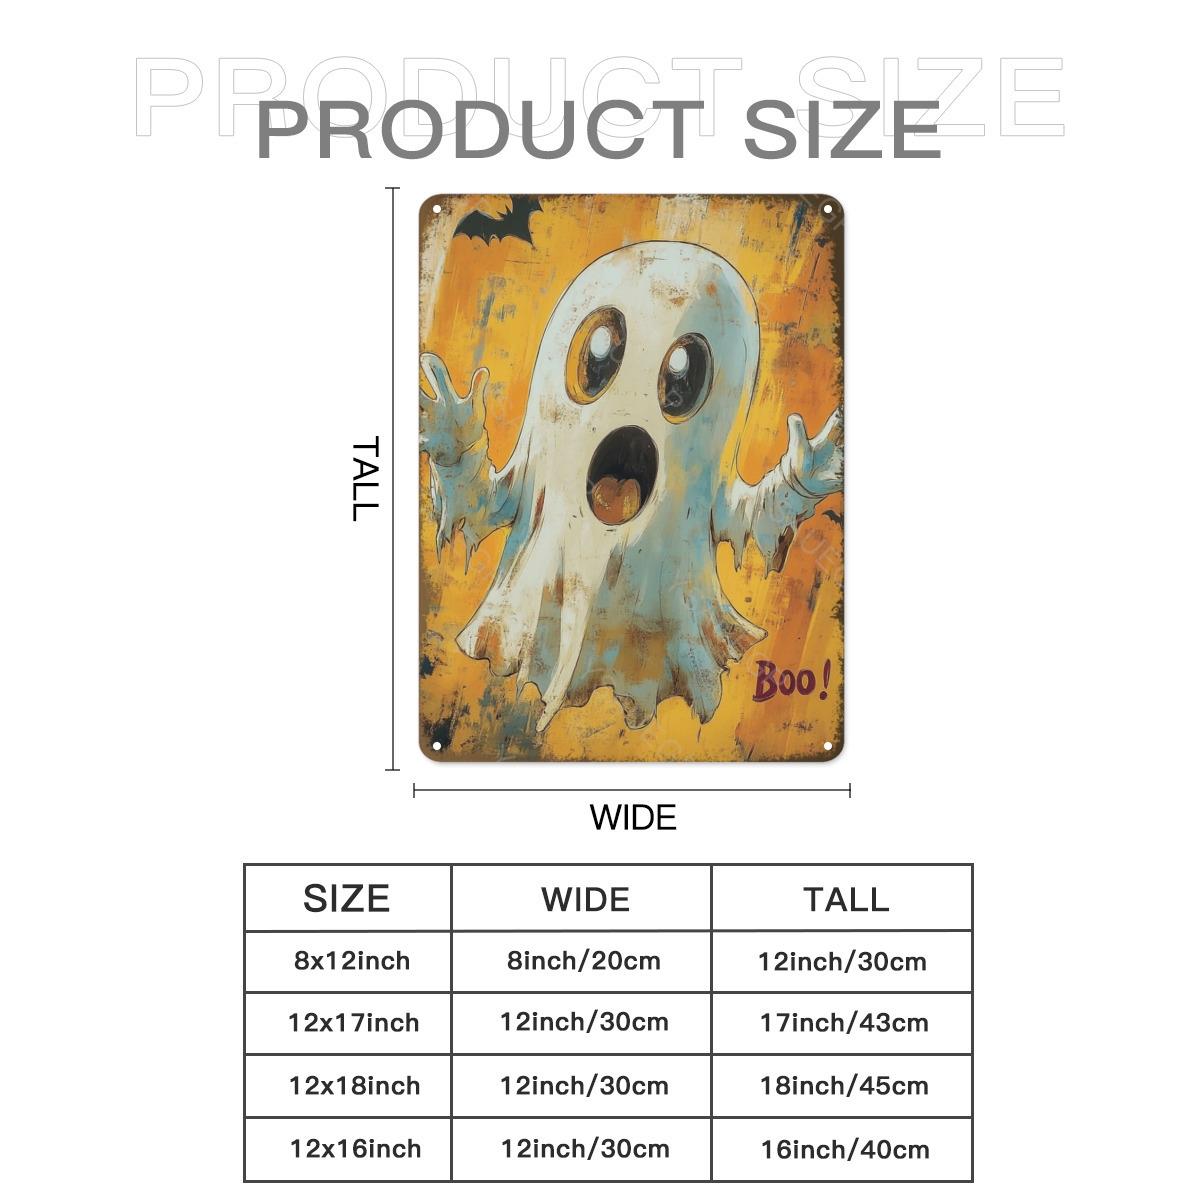 PRODUCT SIZE
PRODUCT SIZE
TALL
Boo!
WIDE
SIZE WIDE TALL
8x12inch 8inch/20cm 12inch/30cm
12x17inch 12inch/30cm 17inch/43cm
12x18inch 12inch/30cm 18inch/45cm
12x16inch 12inch/30cm 16inch/40cm